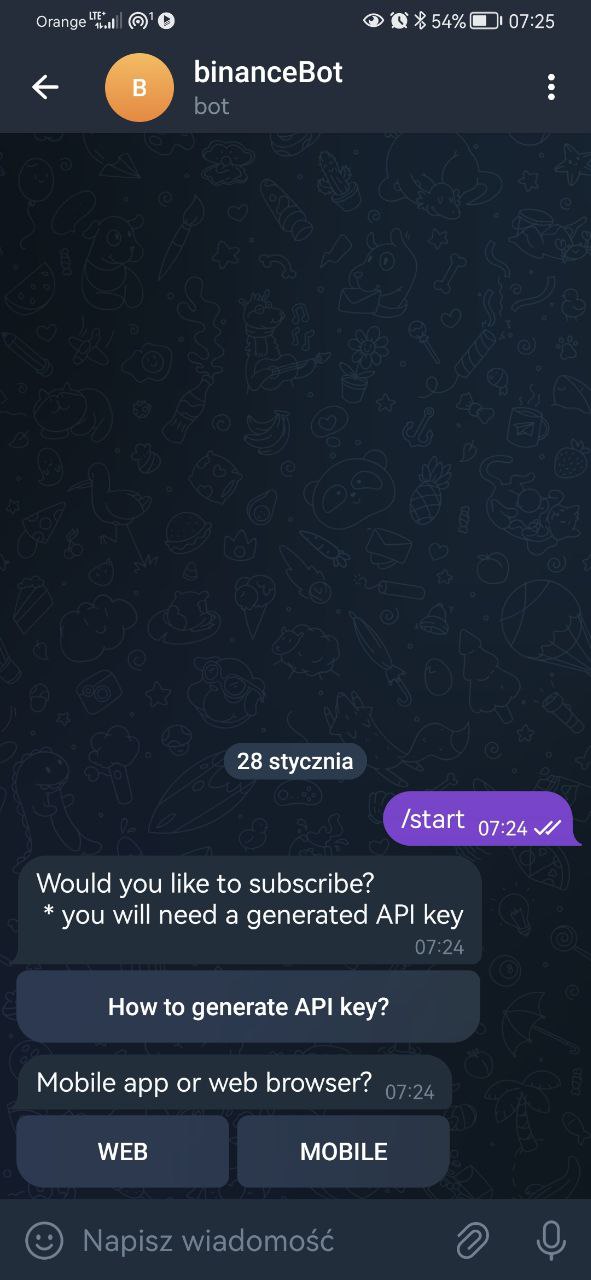 Orange LTE+ 1 54% 07:25
B
binanceBot
bot
28 stycznia
/start 07:24
Would you like to subscribe?
* you will need a generated API key
07:24
How to generate API key?
Mobile app or web browser? 07:24
WEB MOBILE
Napisz wiadomość